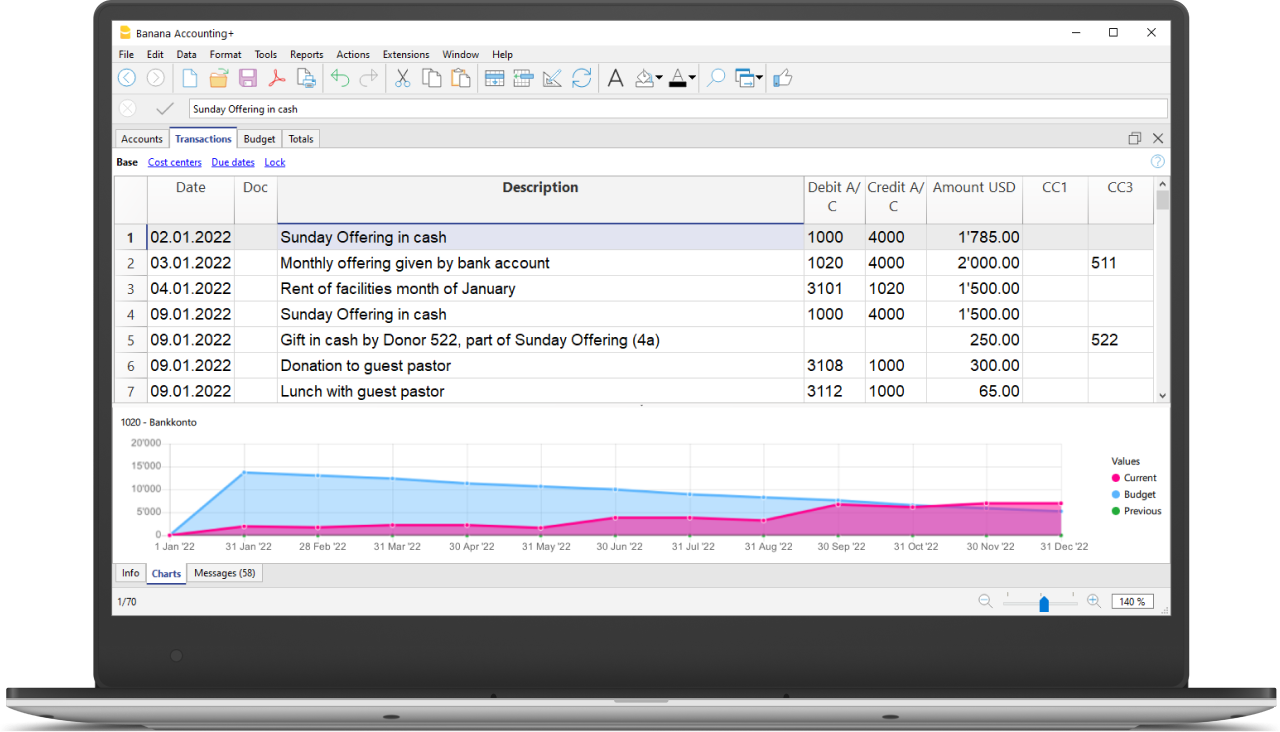 Banana Accounting+
File Edit Data Format Tools Reports Actions Extensions Window Help
Sunday Offering in cash
Accounts Transactions Budget Totals
Base Cost centers Due dates Lock
Date Doc Description Debit A/C Credit A/C Amount USD CC1 CC3
1 02.01.2022 Sunday Offering in cash 1000 4000 1'785.00
2 03.01.2022 Monthly offering given by bank account 1020 4000 2'000.00 511
3 04.01.2022 Rent of facilities month of January 3101 1020 1'500.00
4 09.01.2022 Sunday Offering in cash 1000 4000 1'500.00
5 09.01.2022 Gift in cash by Donor 522, part of Sunday Offering (4a) 250.00 522
6 09.01.2022 Donation to guest pastor 3108 1000 300.00
7 09.01.2022 Lunch with guest pastor 3112 1000 65.00
1020 - Bankkonto
20'000
15'000
10'000
5'000
0
1 Jan '22 31 Jan '22 28 Feb '22 31 Mar '22 30 Apr '22 31 May '22 30 Jun '22 31 Jul '22 31 Aug '22 30 Sep '22 31 Oct '22 30 Nov '22 31 Dec '22
Values
Current
Budget
Previous
Info Charts Messages (58)
1/70 140 %